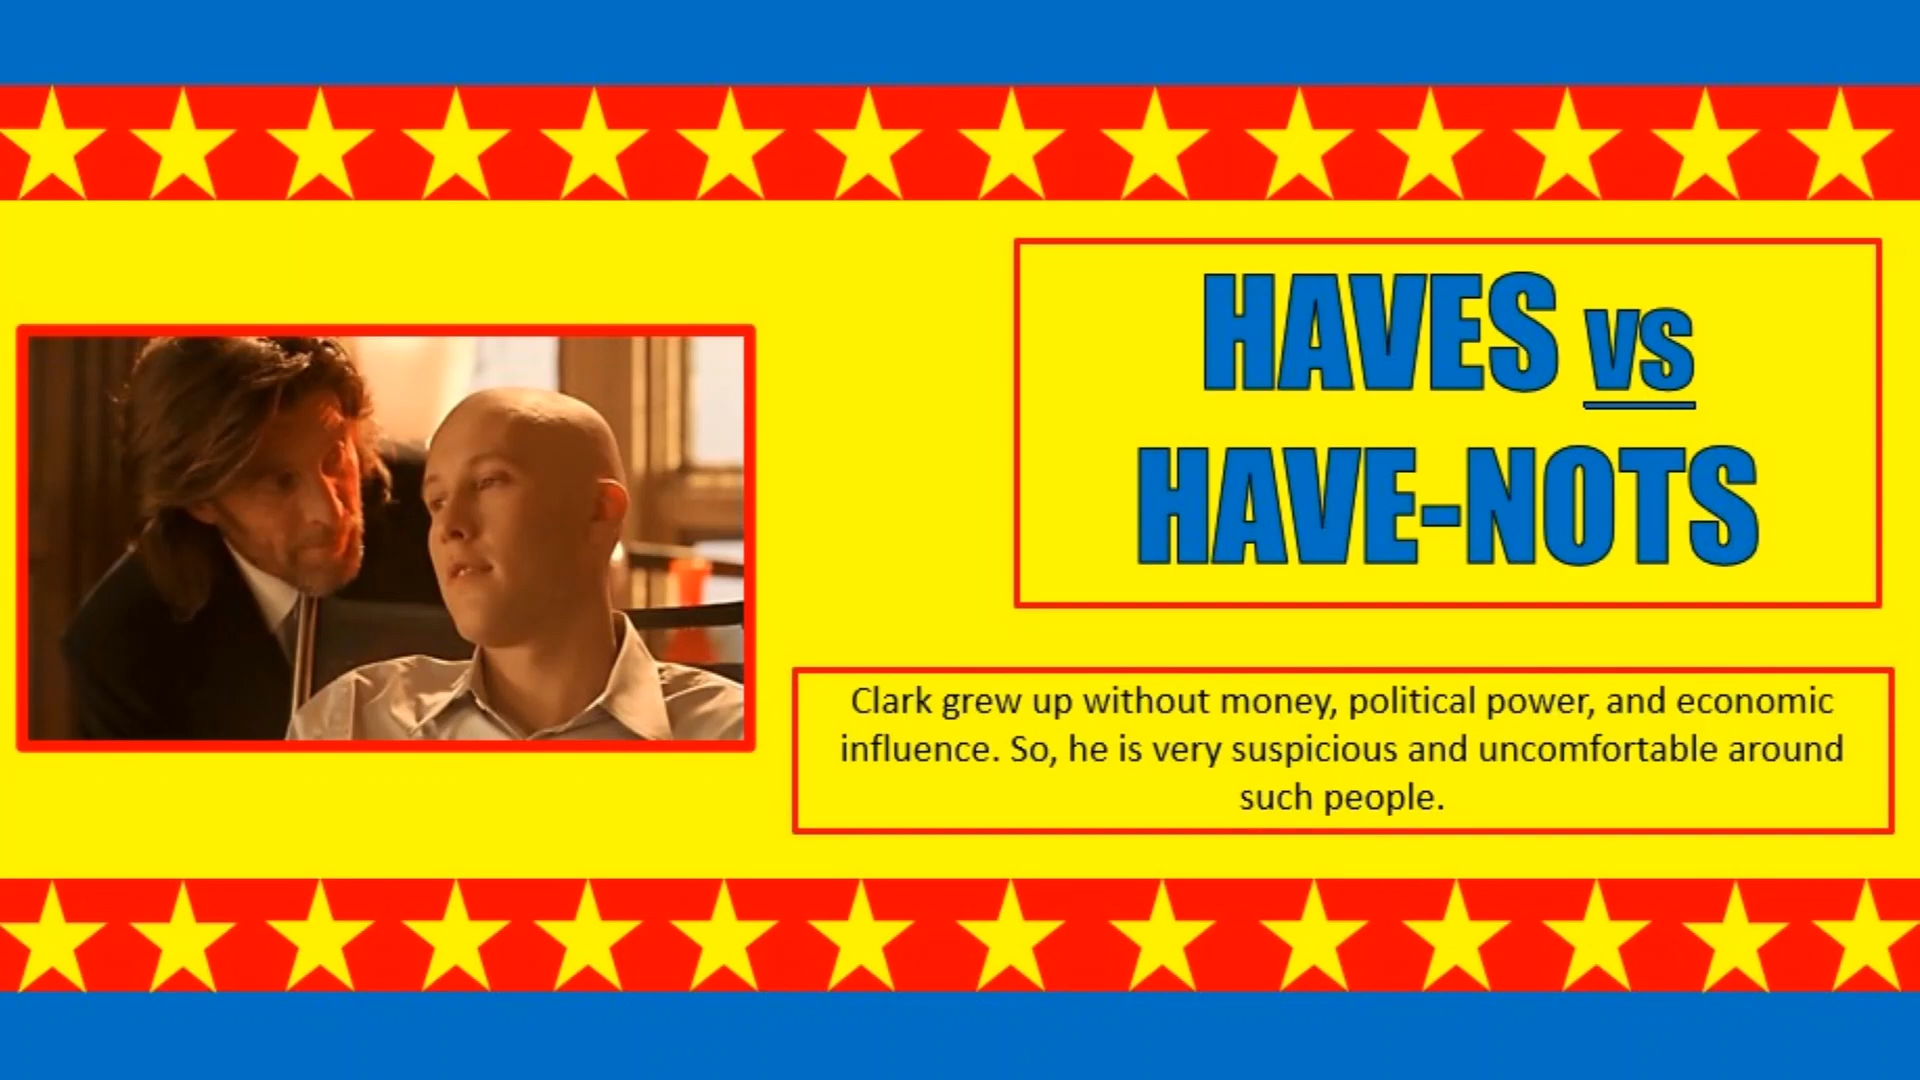 HAVES VS
HAVE-NOTS
Clark grew up without money, political power, and economic
influence. So, he is very suspicious and uncomfortable around
such people.